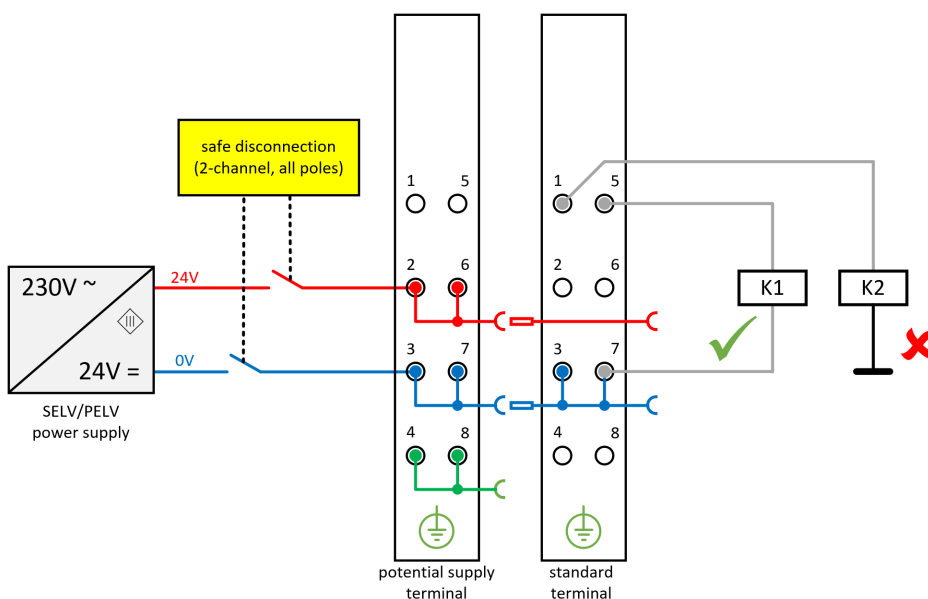 safe disconnection
(2-channel, all poles)
1 5
1 5
24V
2 6
2 6
230V ~
III
24V =
K1
K2
0V
3 7
3 7
SELV/PELV
power supply
4 8
4 8
potential supply
terminal
standard
terminal